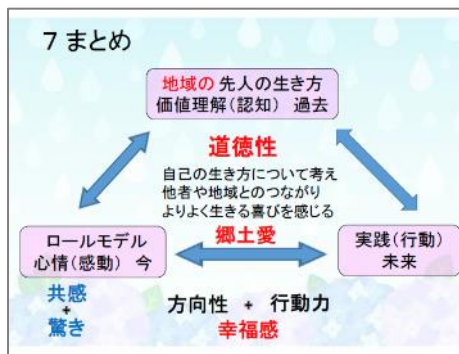 7 まとめ
地域の 先人の生き方
価値理解(認知) 過去
道徳性
自己の生き方について考え
他者や地域とのつながり
よりよく生きる喜びを感じる
郷土愛
ロールモデル
心情(感動) 今
実践(行動)
未来
共感
+
驚き
方向性 + 行動力
幸福感